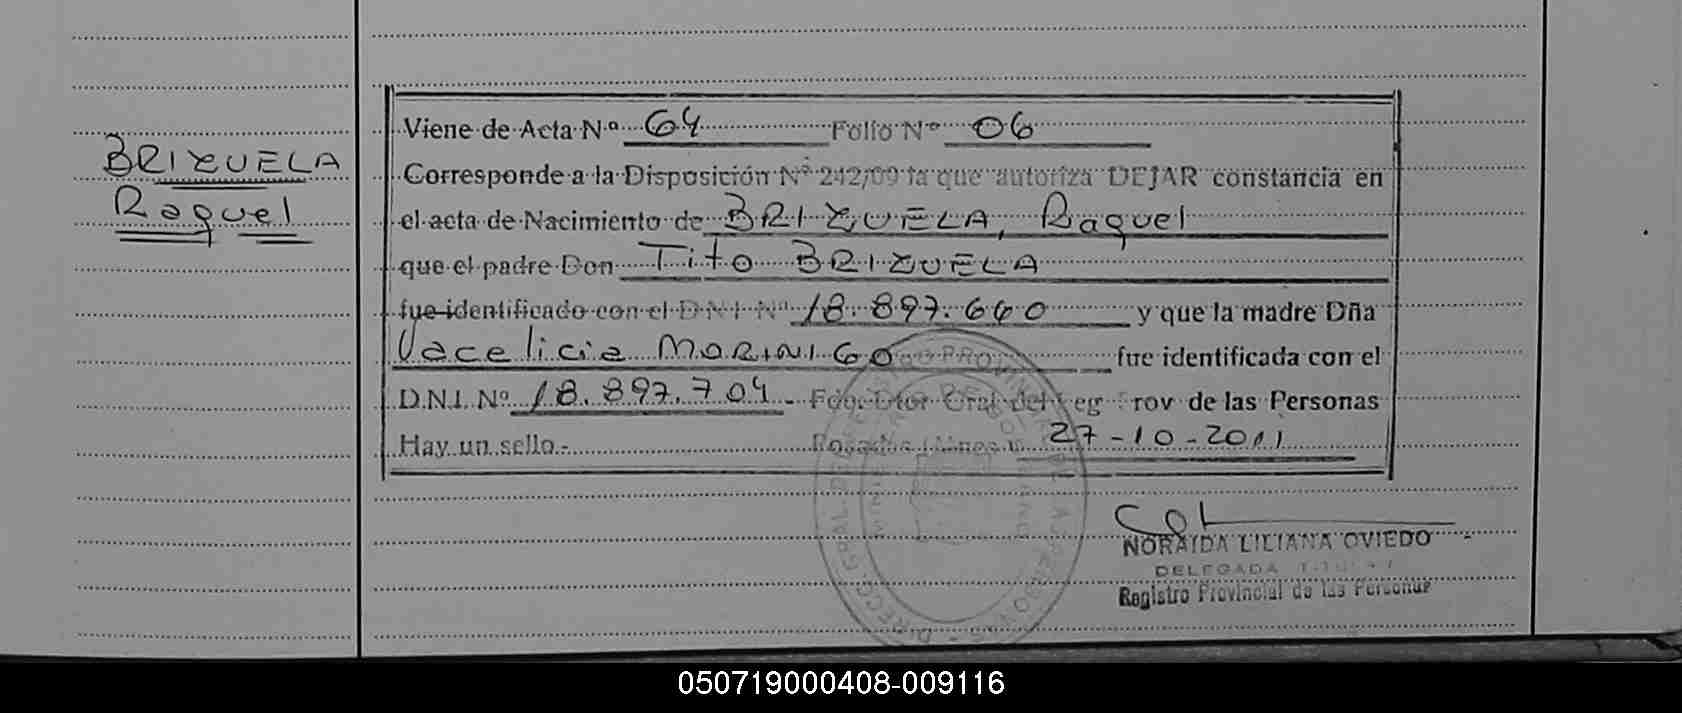 BRIZUELA
Raquel
Viene de Acta Nº 64 Folio Nº 06
Corresponde a la Disposición Nº 242/09 la que autoriza DEJAR constancia en
el acta de Nacimiento de BRIZUELA, Raquel
que el padre Don Tito BRIZUELA
fue identificado con el D N I Nº 18.897.660 y que la madre Dña
Vacelicia MORINIGO fue identificada con el
D.N.I. Nº 18.897.704 - Fdo. Dtor Gral del Reg Prov de las Personas
Hay un sello.- 27-10-2011
NORAIDA LILIANA OVIEDO
DELEGADA
Registro Provincial de las Personas
050719000408-009116